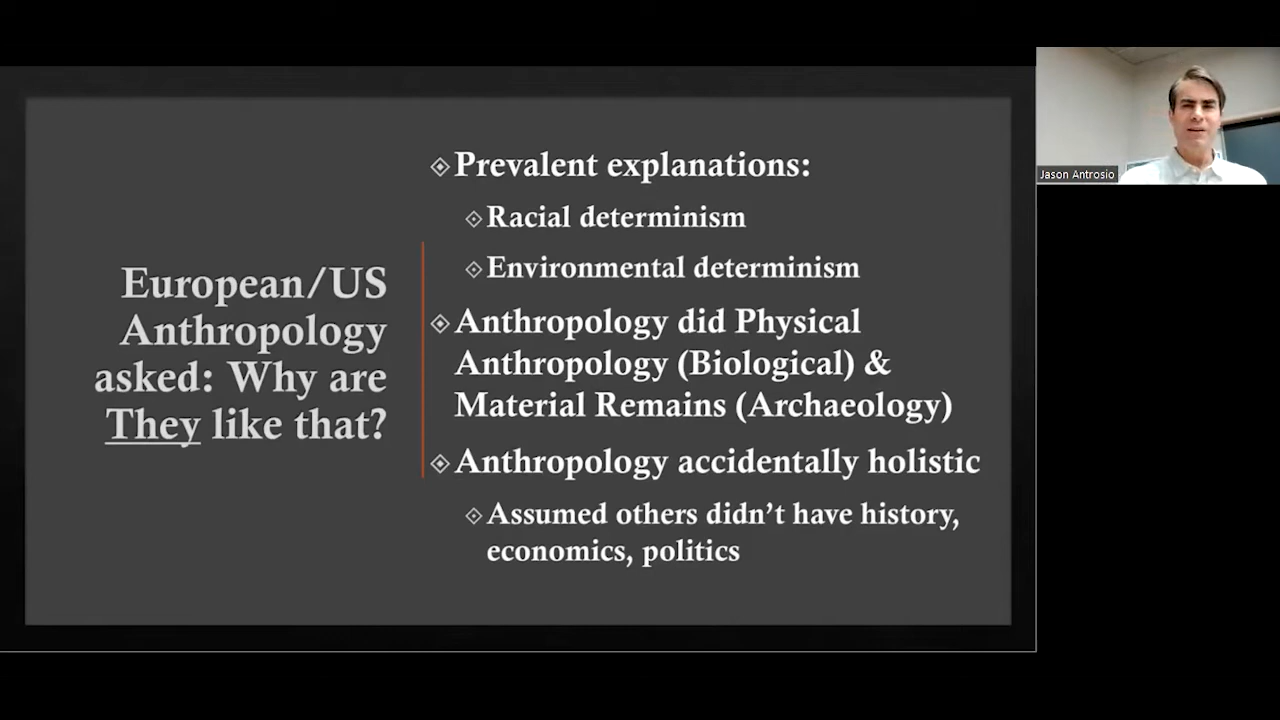 European/US
Anthropology
asked: Why are
They like that?
Prevalent explanations:
Racial determinism
Environmental determinism
Anthropology did Physical
Anthropology (Biological) &
Material Remains (Archaeology)
Anthropology accidentally holistic
Assumed others didn’t have history,
economics, politics
Jason Antrosio